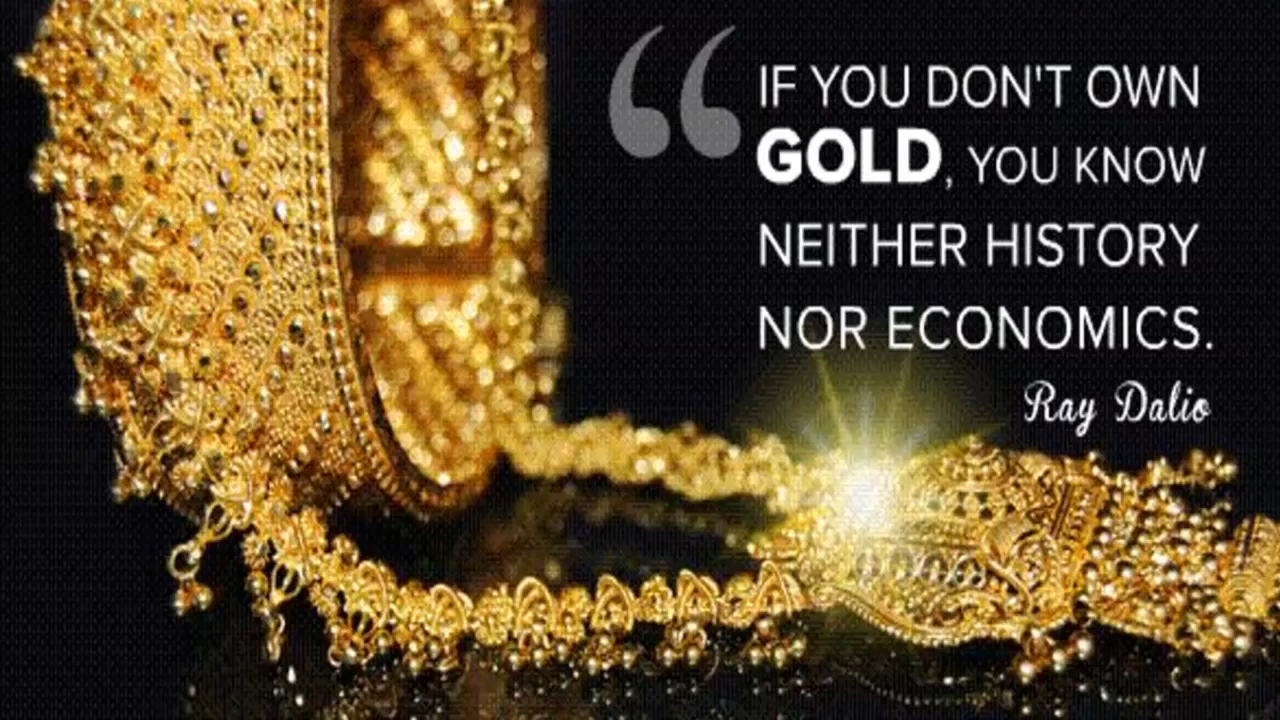 “IF YOU DON'T OWN
GOLD, YOU KNOW
NEITHER HISTORY
NOR ECONOMICS.
Ray Dalio